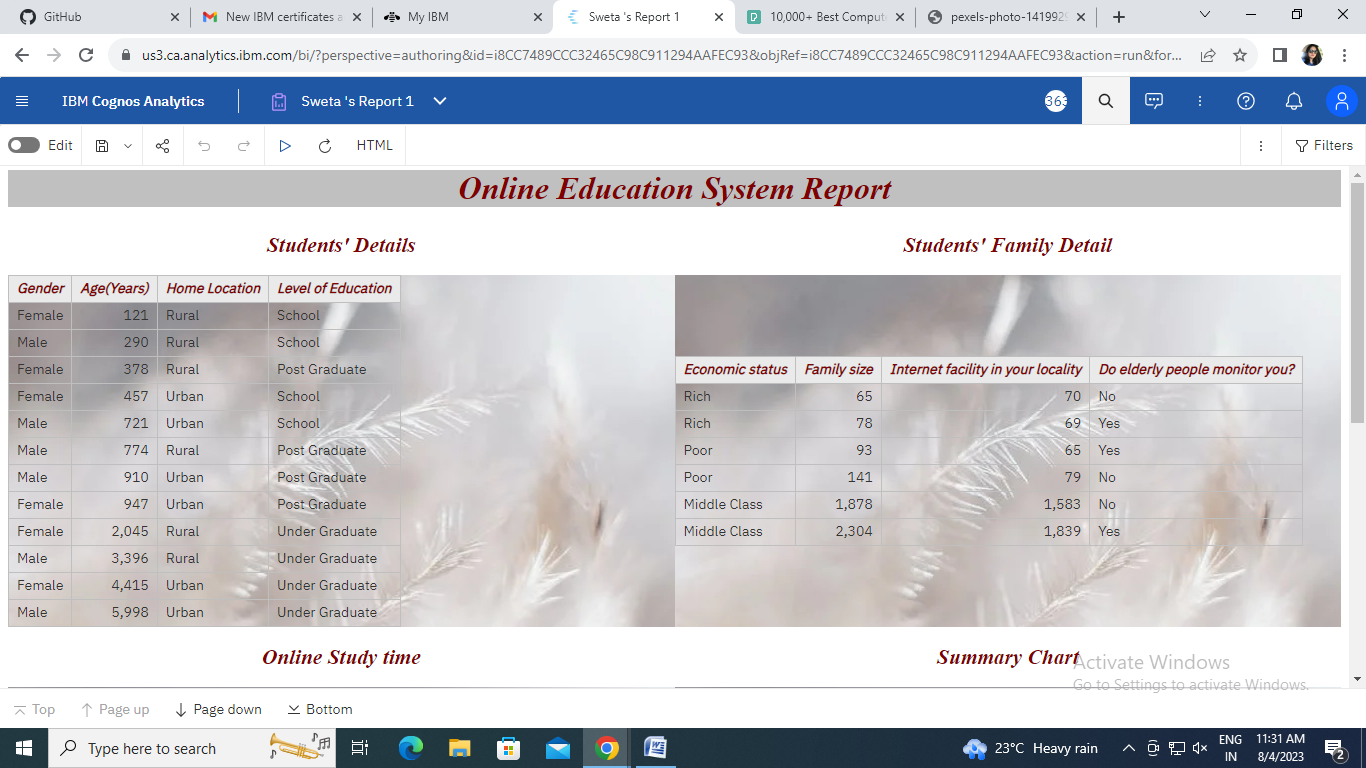 GitHub
New IBM certificates a
My IBM
Sweta 's Report 1
10,000+ Best Comput
pexels-photo-1419925
us3.ca.analytics.ibm.com/bi/?perspective=authoring&id=i8CC7489CCC32465C98C911294AAFEC93&objRef=i8CC7489CCC32465C98C911294AAFEC93&action=run&for...
IBM Cognos Analytics
Sweta 's Report 1
363
Edit
HTML
Filters
Online Education System Report
Students' Details
Gender Age(Years) Home Location Level of Education
Female 121 Rural School
Male 290 Rural School
Female 378 Rural Post Graduate
Female 457 Urban School
Male 721 Urban School
Male 774 Rural Post Graduate
Male 910 Urban Post Graduate
Female 947 Urban Post Graduate
Female 2,045 Rural Under Graduate
Male 3,396 Rural Under Graduate
Female 4,415 Urban Under Graduate
Male 5,998 Urban Under Graduate
Students' Family Detail
Economic status Family size Internet facility in your locality Do elderly people monitor you?
Rich 65 70 No
Rich 78 69 Yes
Poor 93 65 Yes
Poor 141 79 No
Middle Class 1,878 1,583 No
Middle Class 2,304 1,839 Yes
Online Study time
Summary Chart
Activate Windows
Go to Settings to activate Windows.
Top Page up Page down Bottom
Type here to search
23°C Heavy rain
ENG
IN
11:31 AM
8/4/2023
2